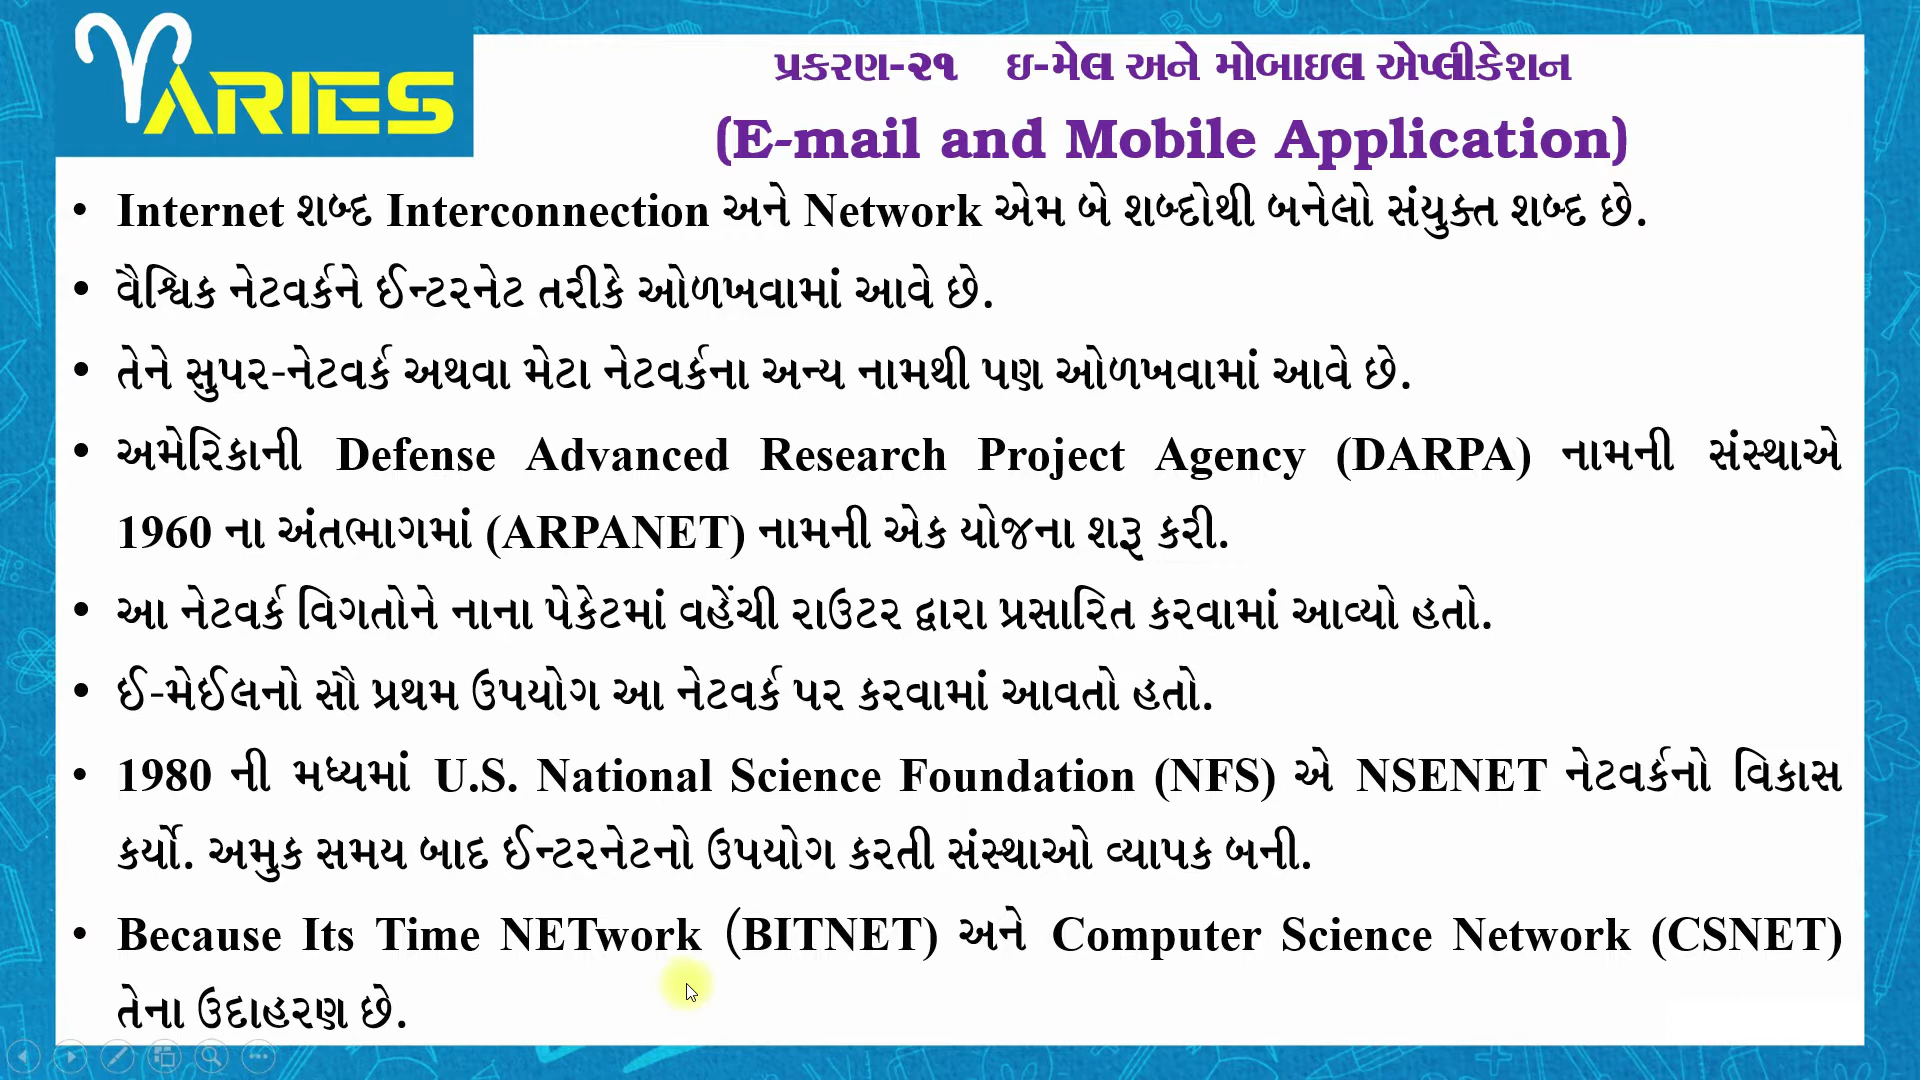 ARIES
પ્રકરણ-૨૧ ઇ-મેલ અને મોબાઇલ એપ્લીકેશન
(E-mail and Mobile Application)
• Internet શબ્દ Interconnection અને Network એમ બે શબ્દોથી બનેલો સંયુક્ત શબ્દ છે.
• વૈશ્વિક નેટવર્કને ઈન્ટરનેટ તરીકે ઓળખવામાં આવે છે.
• તેને સુપર-નેટવર્ક અથવા મેટા નેટવર્કના અન્ય નામથી પણ ઓળખવામાં આવે છે.
• અમેરિકાની Defense Advanced Research Project Agency (DARPA) નામની સંસ્થાએ
1960 ના અંતભાગમાં (ARPANET) નામની એક યોજના શરૂ કરી.
• આ નેટવર્ક વિગતોને નાના પેકેટમાં વહેંચી રાઉટર દ્વારા પ્રસારિત કરવામાં આવ્યો હતો.
• ઈ-મેઈલનો સૌ પ્રથમ ઉપયોગ આ નેટવર્ક પર કરવામાં આવતો હતો.
• 1980 ની મધ્યમાં U.S. National Science Foundation (NFS) એ NSENET નેટવર્કનો વિકાસ
કર્યો. અમુક સમય બાદ ઈન્ટરનેટનો ઉપયોગ કરતી સંસ્થાઓ વ્યાપક બની.
• Because Its Time NETwork (BITNET) અને Computer Science Network (CSNET)
તેના ઉદાહરણ છે.